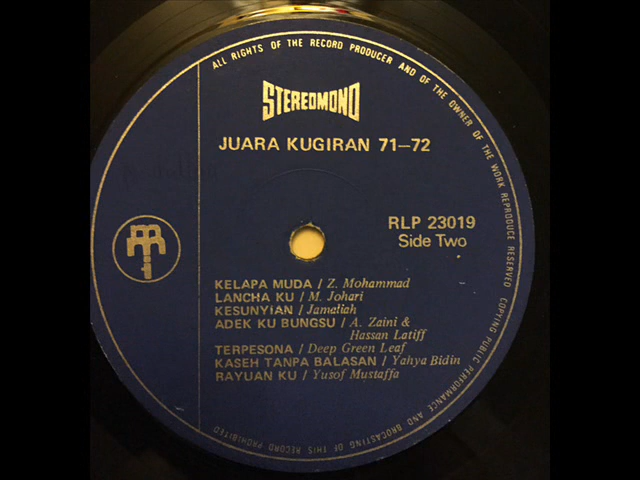 ALL RIGHTS OF THE RECORD PRODUCER AND OF THE OWNER OF THE WORK REPRODUCE RESERVED
COPYING PUBLIC PERFORMANCE AND BROCASTING OF THIS RECORD PROHIBITED
STEREOMONO
JUARA KUGIRAN 71—72
RLP 23019
Side Two
KELAPA MUDA / Z. Mohammad
LANCHA KU / M. Johari
KESUNYIAN / Jamaliah
ADEK KU BUNGSU / A. Zaini &
Hassan Latiff
TERPESONA / Deep Green Leaf
KASEH TANPA BALASAN / Yahya Bidin
RAYUAN KU / Yusof Mustaffa